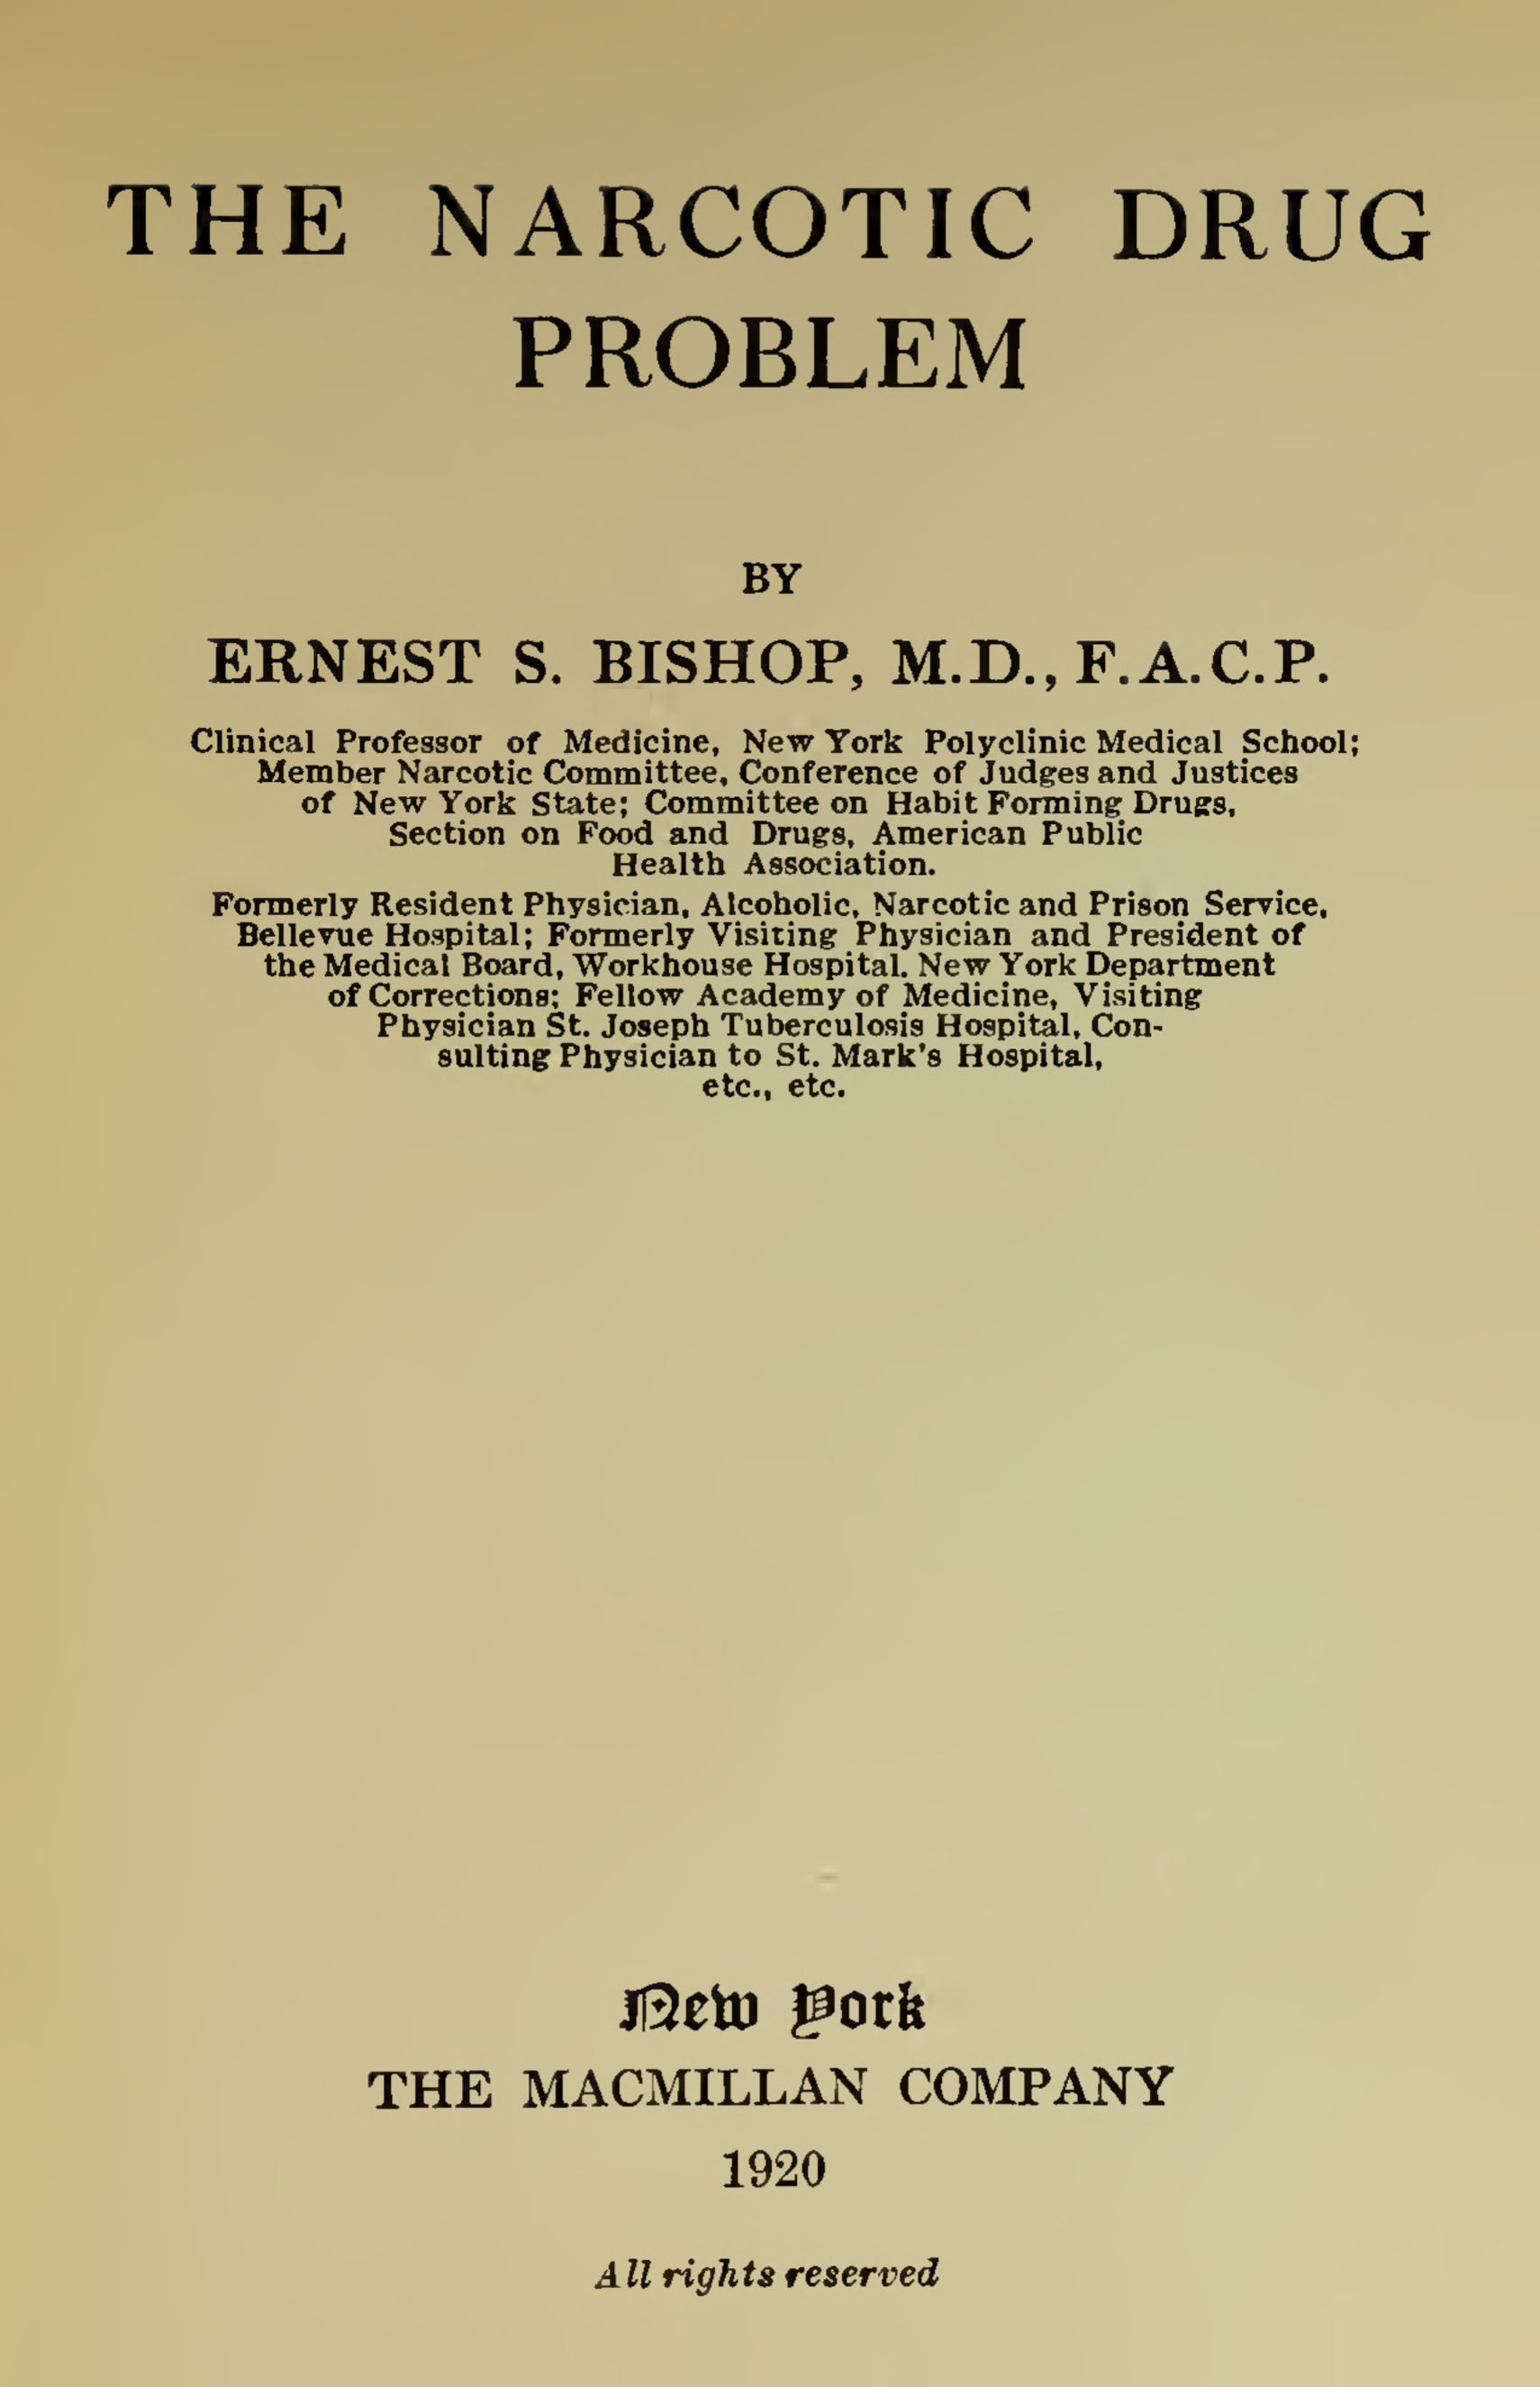 THE NARCOTIC DRUG
PROBLEM
BY
ERNEST S. BISHOP, M.D., F.A.C.P.
Clinical Professor of Medicine, New York Polyclinic Medical School;
Member Narcotic Committee, Conference of Judges and Justices
of New York State; Committee on Habit Forming Drugs,
Section on Food and Drugs, American Public
Health Association.
Formerly Resident Physician, Alcoholic, Narcotic and Prison Service,
Bellevue Hospital; Formerly Visiting Physician and President of
the Medical Board, Workhouse Hospital. New York Department
of Corrections; Fellow Academy of Medicine, Visiting
Physician St. Joseph Tuberculosis Hospital, Con-
sulting Physician to St. Mark's Hospital,
etc., etc.
New York
THE MACMILLAN COMPANY
1920
All rights reserved